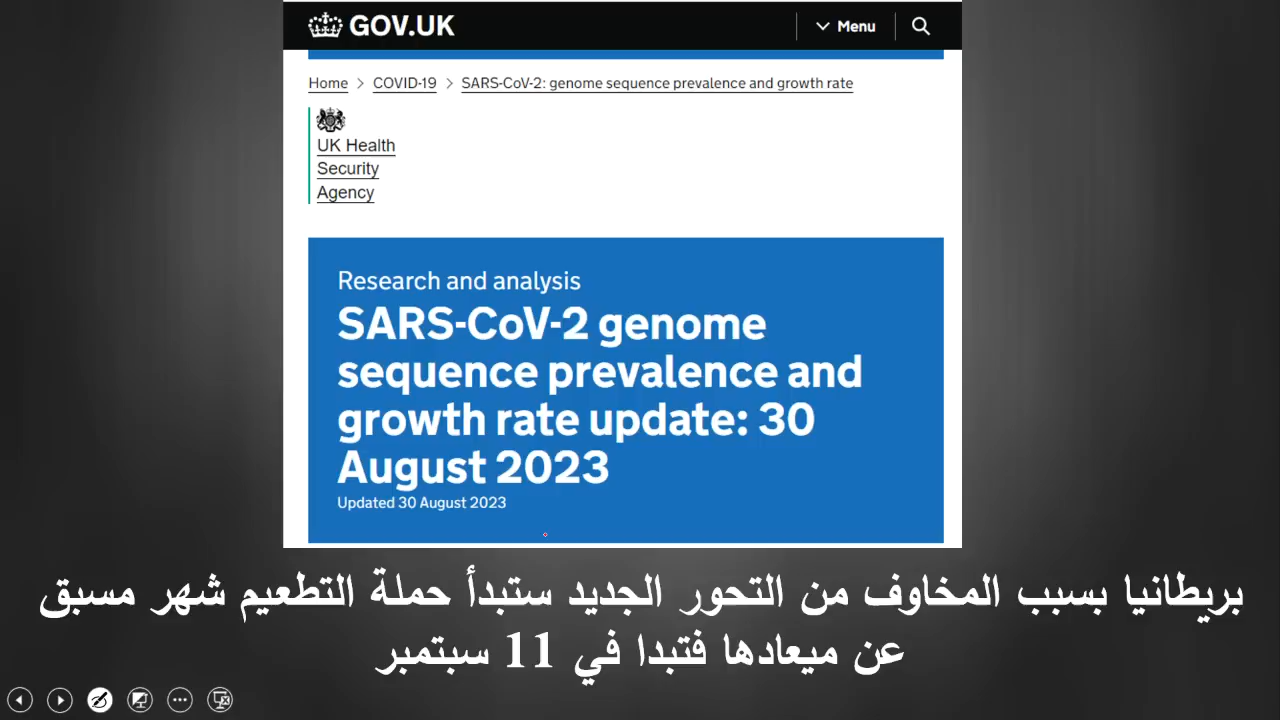 GOV.UK
Menu
Home > COVID-19 > SARS-CoV-2: genome sequence prevalence and growth rate
UK Health
Security
Agency
Research and analysis
SARS-CoV-2 genome
sequence prevalence and
growth rate update: 30
August 2023
Updated 30 August 2023
بريطانيا بسبب المخاوف من التحور الجديد ستبدأ حملة التطعيم شهر مسبق
عن ميعادها فتبدا في 11 سبتمبر